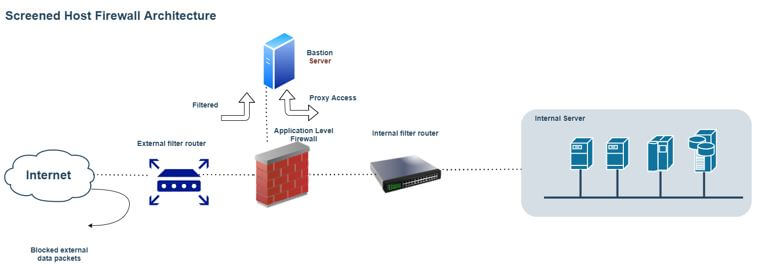 Screened Host Firewall Architecture
Bastion
Server
Filtered
Proxy Access
Application Level
Firewall
External filter router
Internal filter router
Internal Server
Internet
Blocked external
data packets